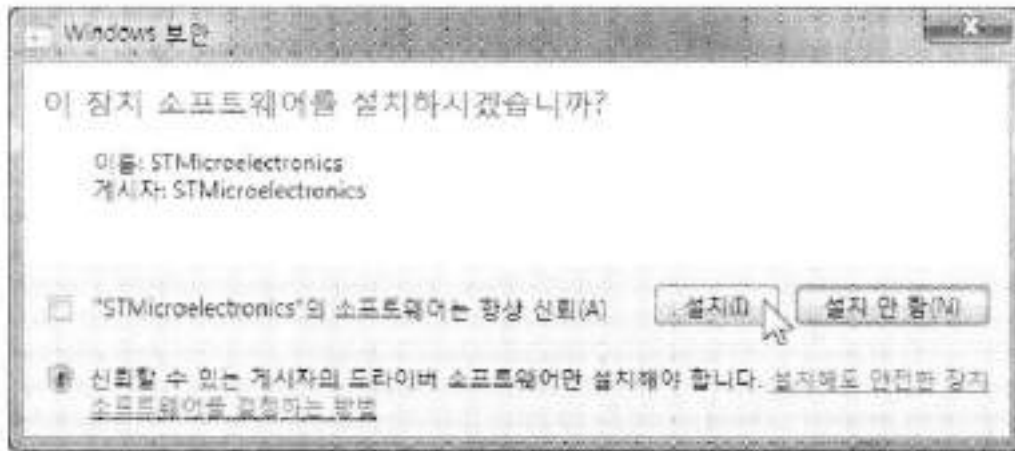 Windows 보안
이 장치 소프트웨어를 설치하시겠습니까?
이름: STMicroelectronics
게시자: STMicroelectronics
"STMicroelectronics"의 소프트웨어는 항상 신뢰(A)
설치(I)
설치 안 함(N)
신뢰할 수 있는 게시자의 드라이버 소프트웨어만 설치해야 합니다. 설치해도 안전한 장치
소프트웨어를 결정하는 방법